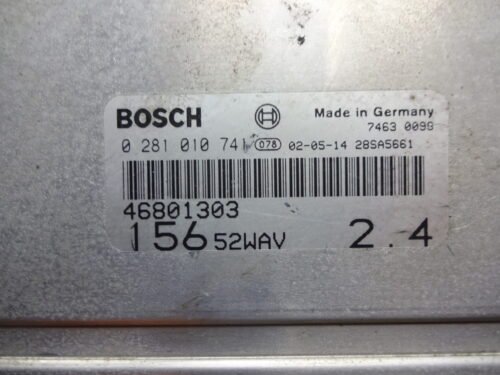 BOSCH
Made in Germany
7463 0099
0 281 010 741 078 02-05-14 28SA5661
46801303
156 52WAV 2.4